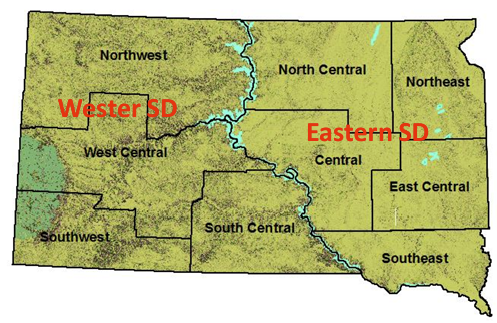 Northwest
North Central
Northeast
Wester SD
Eastern SD
West Central
Central
East Central
Southwest
South Central
Southeast